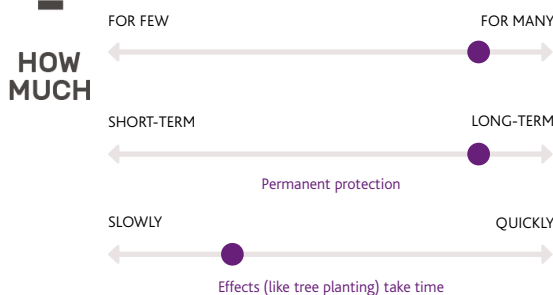 HOW
MUCH
FOR FEW
FOR MANY
SHORT-TERM
LONG-TERM
Permanent protection
SLOWLY
QUICKLY
Effects (like tree planting) take time